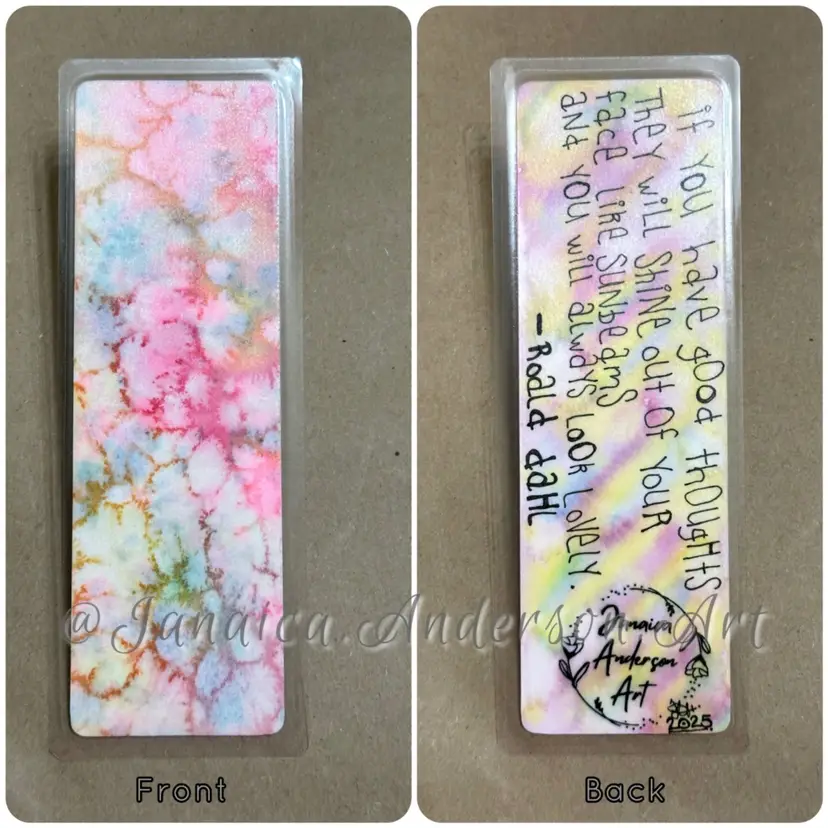 if you have good thoughts
They will Shine out of your
face like Sunbeams
and you will always look lovely.
—Roald dahl
Janaica
Anderson
Art
2025
@Janaica.Anderson.Art
Front
Back